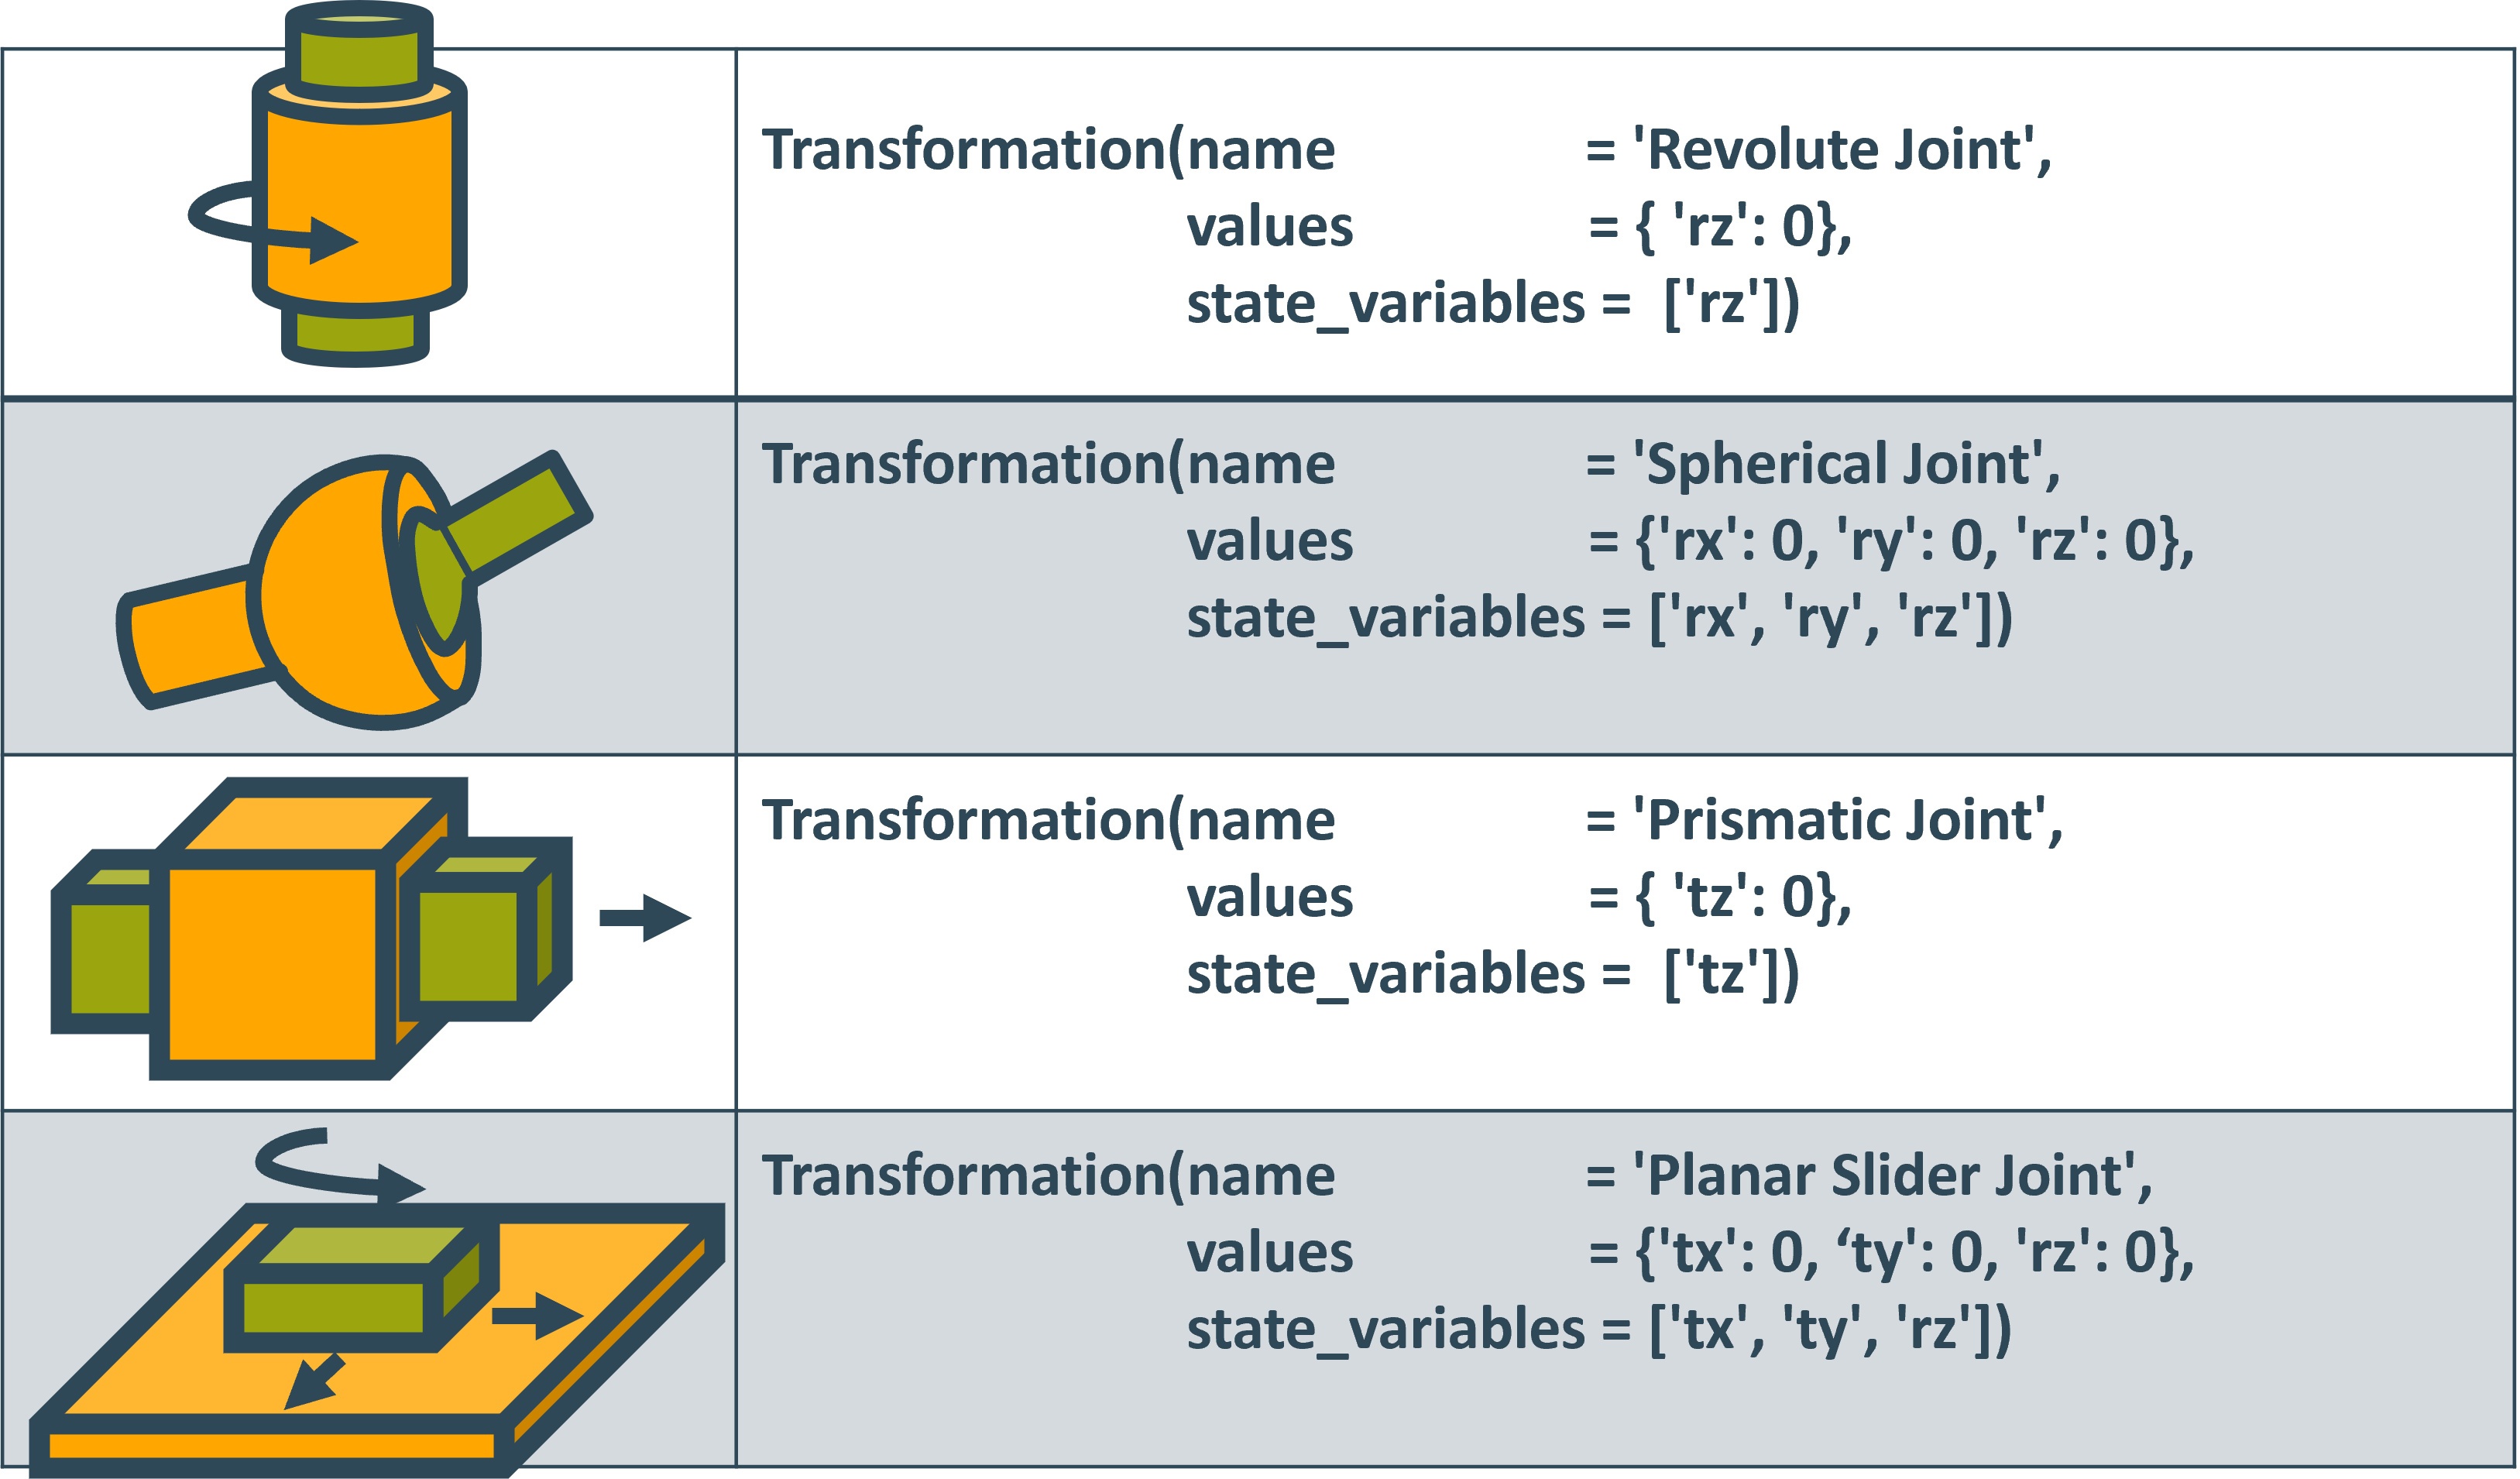 Transformation(name = 'Revolute Joint',
values = { 'rz': 0},
state_variables = ['rz'])
Transformation(name = 'Spherical Joint',
values = {'rx': 0, 'ry': 0, 'rz': 0},
state_variables = ['rx', 'ry', 'rz'])
Transformation(name = 'Prismatic Joint',
values = { 'tz': 0},
state_variables = ['tz'])
Transformation(name = 'Planar Slider Joint',
values = {'tx': 0, ‘ty': 0, 'rz': 0},
state_variables = ['tx', 'ty', 'rz'])